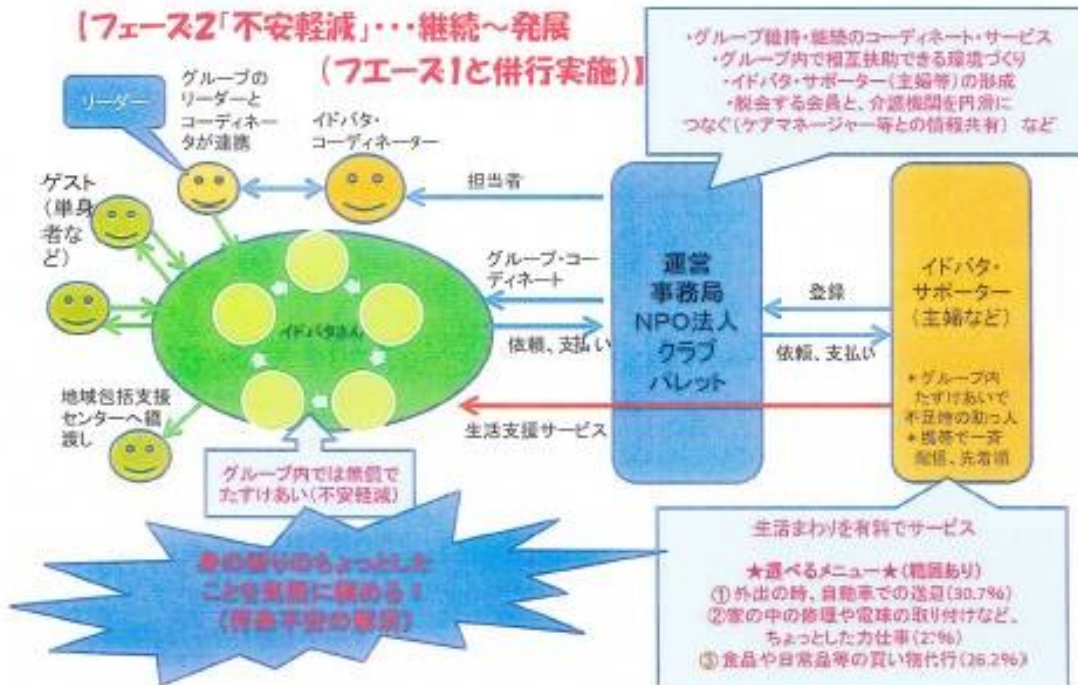 【フェーズ2「不安軽減」・・・継続～発展
(フエーズ1と併行実施)】
・グループ維持・継続のコーディネート・サービス
・グループ内で相互扶助できる環境づくり
・イドバタ・サポーター(主婦等)の形成
・脱会する会員と、介護機関を円滑に
つなぐ(ケアマネージャー等との情報共有) など
リーダー
グループの
リーダーと
コーディネー
タが連携
イドバタ・
コーディネーター
担当者
ゲスト
(単身
者など
ど)
グループ・コー
ディネート
イドバタさん
依頼、支払い
運営
事務局
NPO法人
クラブ
パレット
登録
依頼、支払い
イドバタ・
サポーター
(主婦など)
*グループ内
たすけあいで
不足時の助っ人
*携帯で一斉
配信、先着順
生活支援サービス
地域包括支援
センターへ橋
渡し
グループ内では無償で
たすけあい(不安軽減)
身の回りのちょっとした
ことを気軽に頼める!
生活まわりを有料でサービス
★選べるメニュー★(範囲あり)
①外出の時、自動車での送迎(30.7%)
②家の中の修理や電球の取り付けなど、
ちょっとした力仕事(27%)
③食品や日常品等の買い物代行(26.2%)